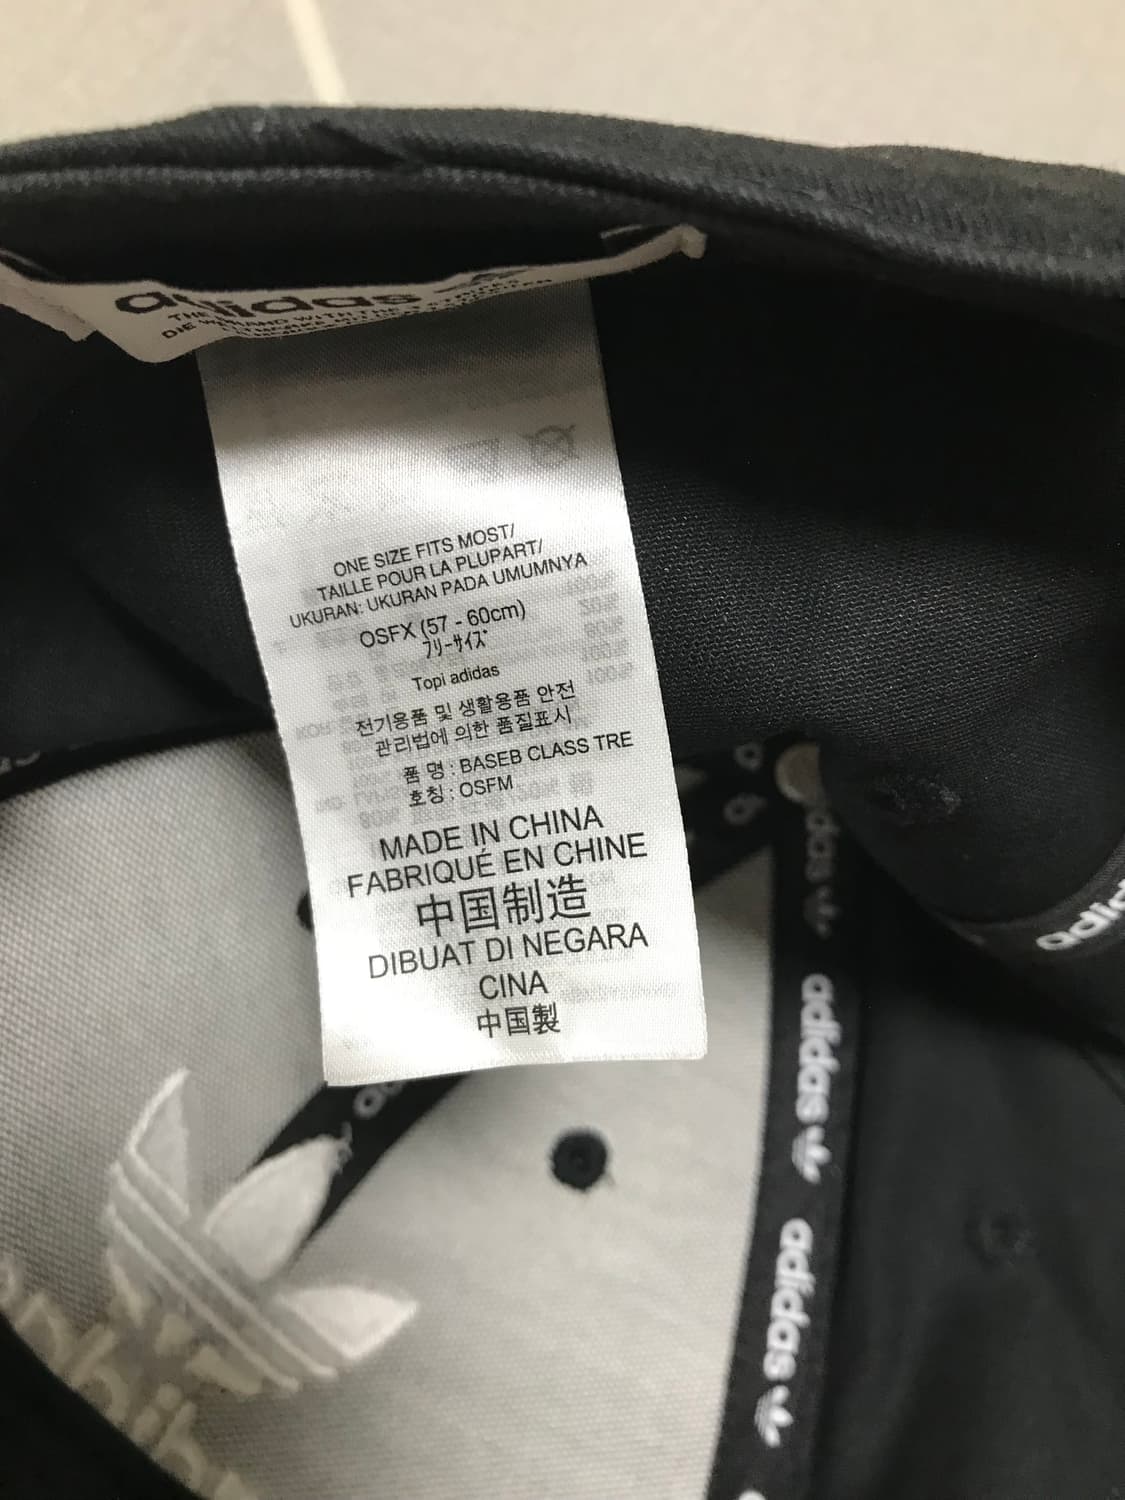 adidas
ONE SIZE FITS MOST/
TAILLE POUR LA PLUPART/
UKURAN: UKURAN PADA UMUMNYA
OSFX (57 - 60cm)
ﾌﾘｰｻｲｽﾞ
Topi adidas
전기용품 및 생활용품 안전
관리법에 의한 품질표시
품 명 : BASEB CLASS TRE
호칭 : OSFM
MADE IN CHINA
FABRIQUÉ EN CHINE
中国制造
DIBUAT DI NEGARA
CINA
中国製
adidas
adidas
adidas